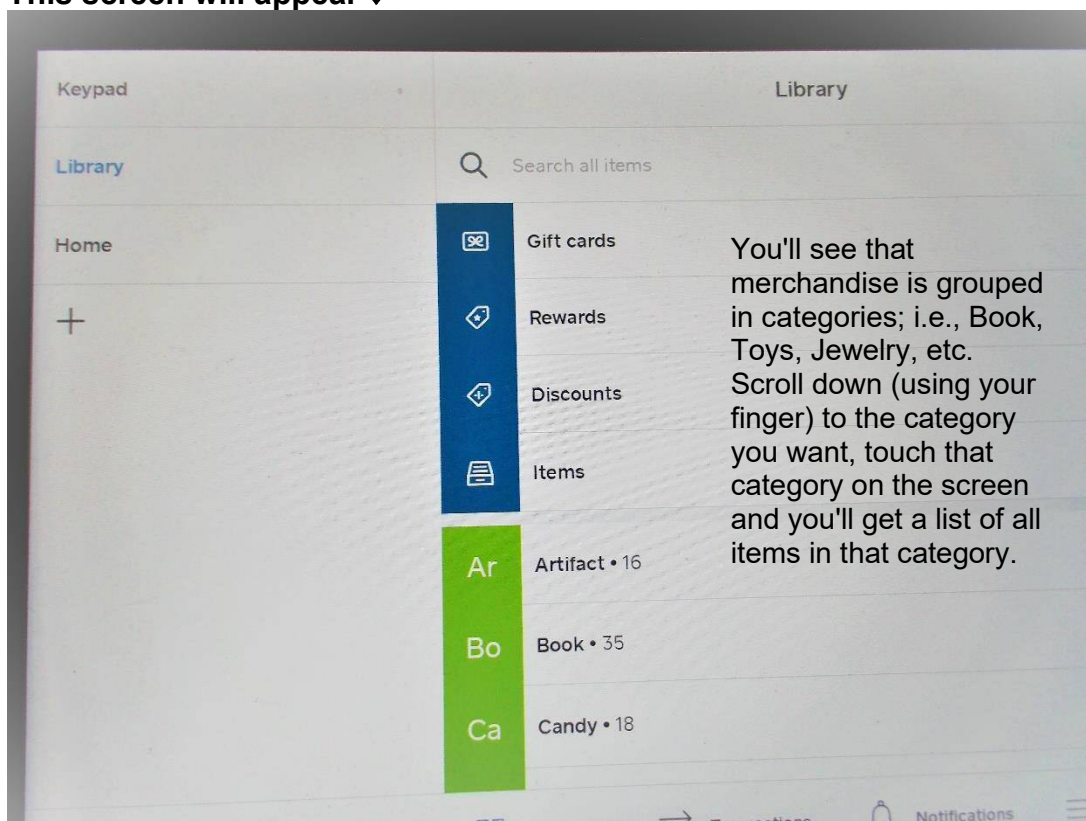 This screen will appear
Keypad
Library
Library
Search all items
Home
Gift cards
Rewards
Discounts
Items
You'll see that
merchandise is grouped
in categories; i.e., Book,
Toys, Jewelry, etc.
Scroll down (using your
finger) to the category
you want, touch that
category on the screen
and you'll get a list of all
items in that category.
Ar Artifact • 16
Bo Book • 35
Ca Candy • 18
Notifications